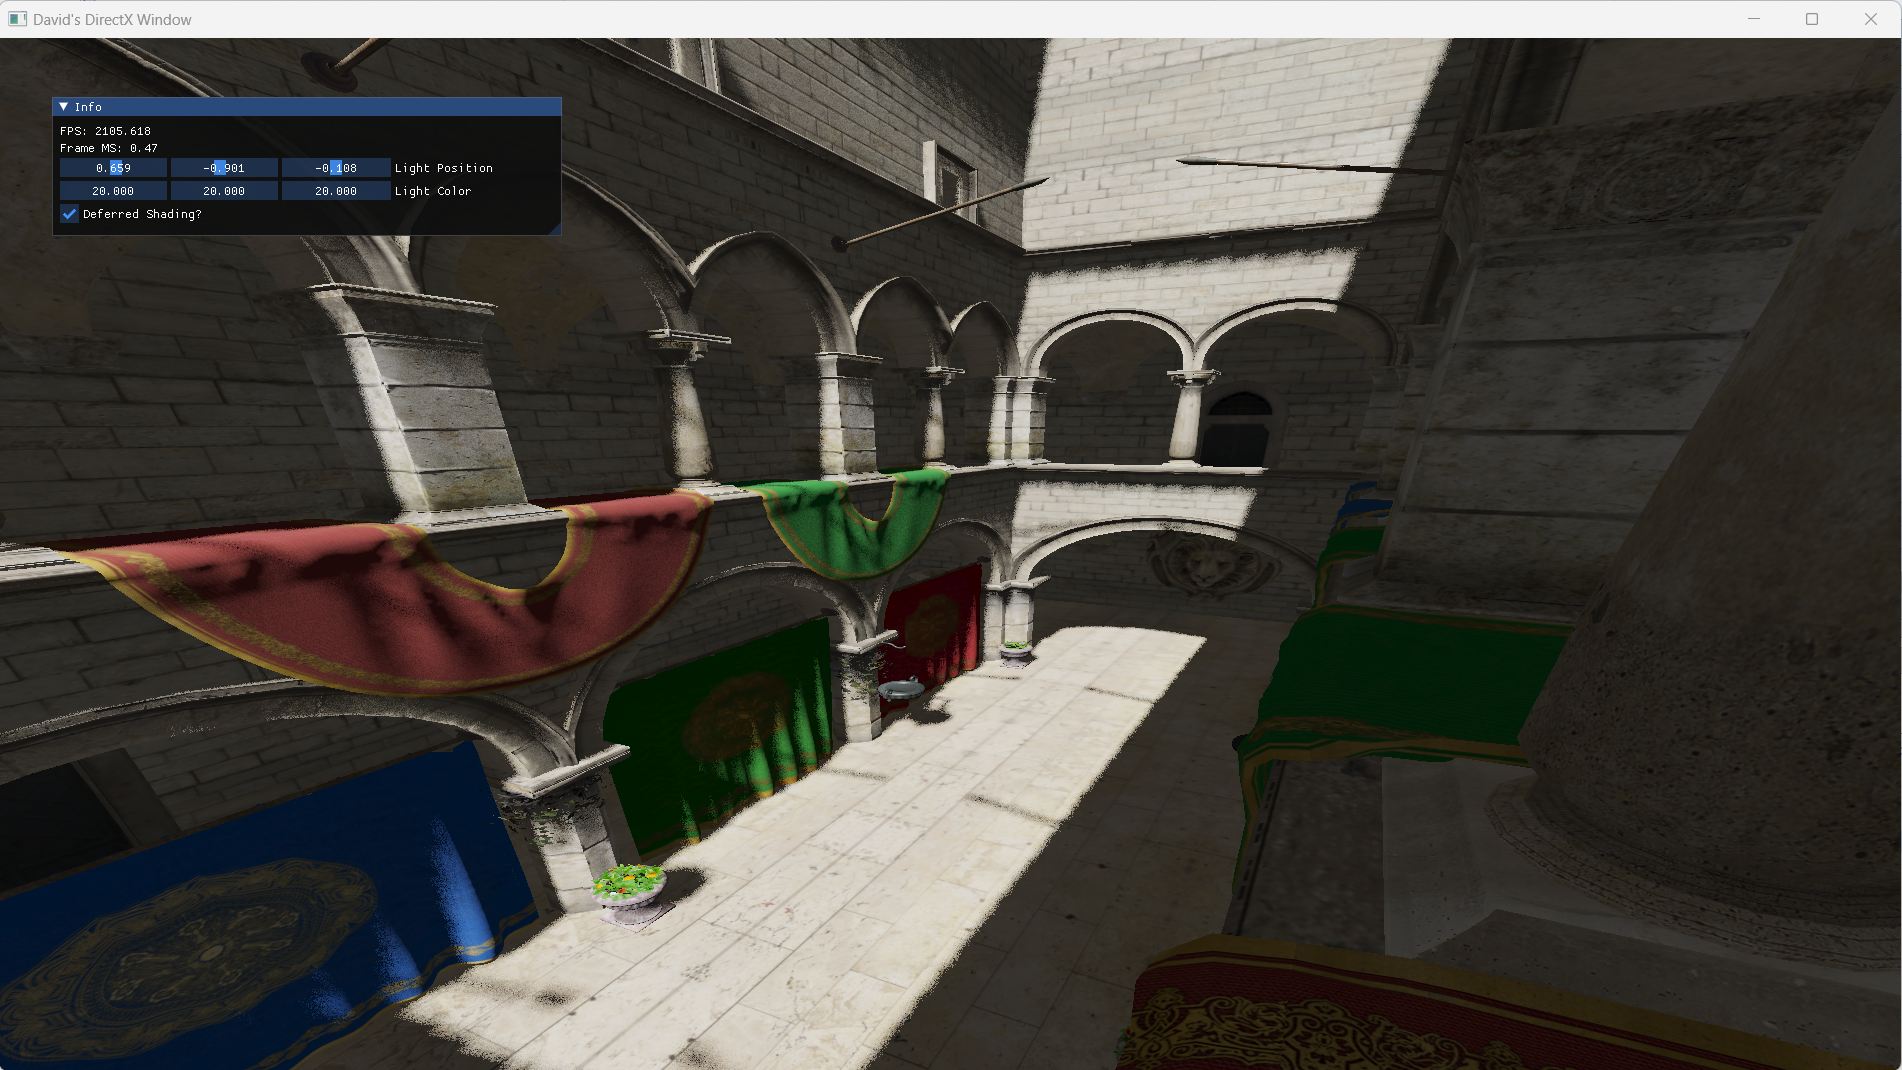 David's DirectX Window
Info
FPS: 2105.618
Frame MS: 0.47
0.659 -0.901 -0.108 Light Position
20.000 20.000 20.000 Light Color
Deferred Shading?